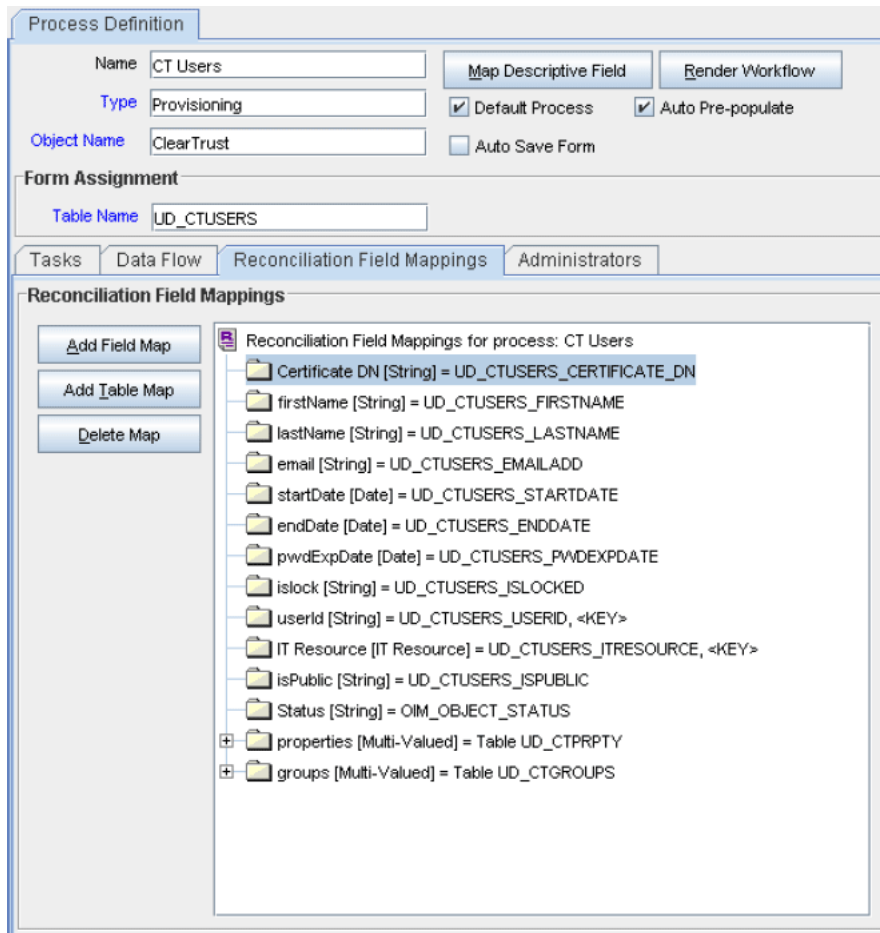 Process Definition
Name CT Users Map Descriptive Field Render Workflow
Type Provisioning Default Process Auto Pre-populate
Object Name ClearTrust Auto Save Form
Form Assignment
Table Name UD_CTUSERS
Tasks Data Flow Reconciliation Field Mappings Administrators
Reconciliation Field Mappings
Add Field Map
Add Table Map
Delete Map
Reconciliation Field Mappings for process: CT Users
Certificate DN [String] = UD_CTUSERS_CERTIFICATE_DN
firstName [String] = UD_CTUSERS_FIRSTNAME
lastName [String] = UD_CTUSERS_LASTNAME
email [String] = UD_CTUSERS_EMAILADD
startDate [Date] = UD_CTUSERS_STARTDATE
endDate [Date] = UD_CTUSERS_ENDDATE
pwdExpDate [Date] = UD_CTUSERS_PWDEXPDATE
islock [String] = UD_CTUSERS_ISLOCKED
userId [String] = UD_CTUSERS_USERID, <KEY>
IT Resource [IT Resource] = UD_CTUSERS_ITRESOURCE, <KEY>
isPublic [String] = UD_CTUSERS_ISPUBLIC
Status [String] = OIM_OBJECT_STATUS
properties [Multi-Valued] = Table UD_CTPRPTY
groups [Multi-Valued] = Table UD_CTGROUPS